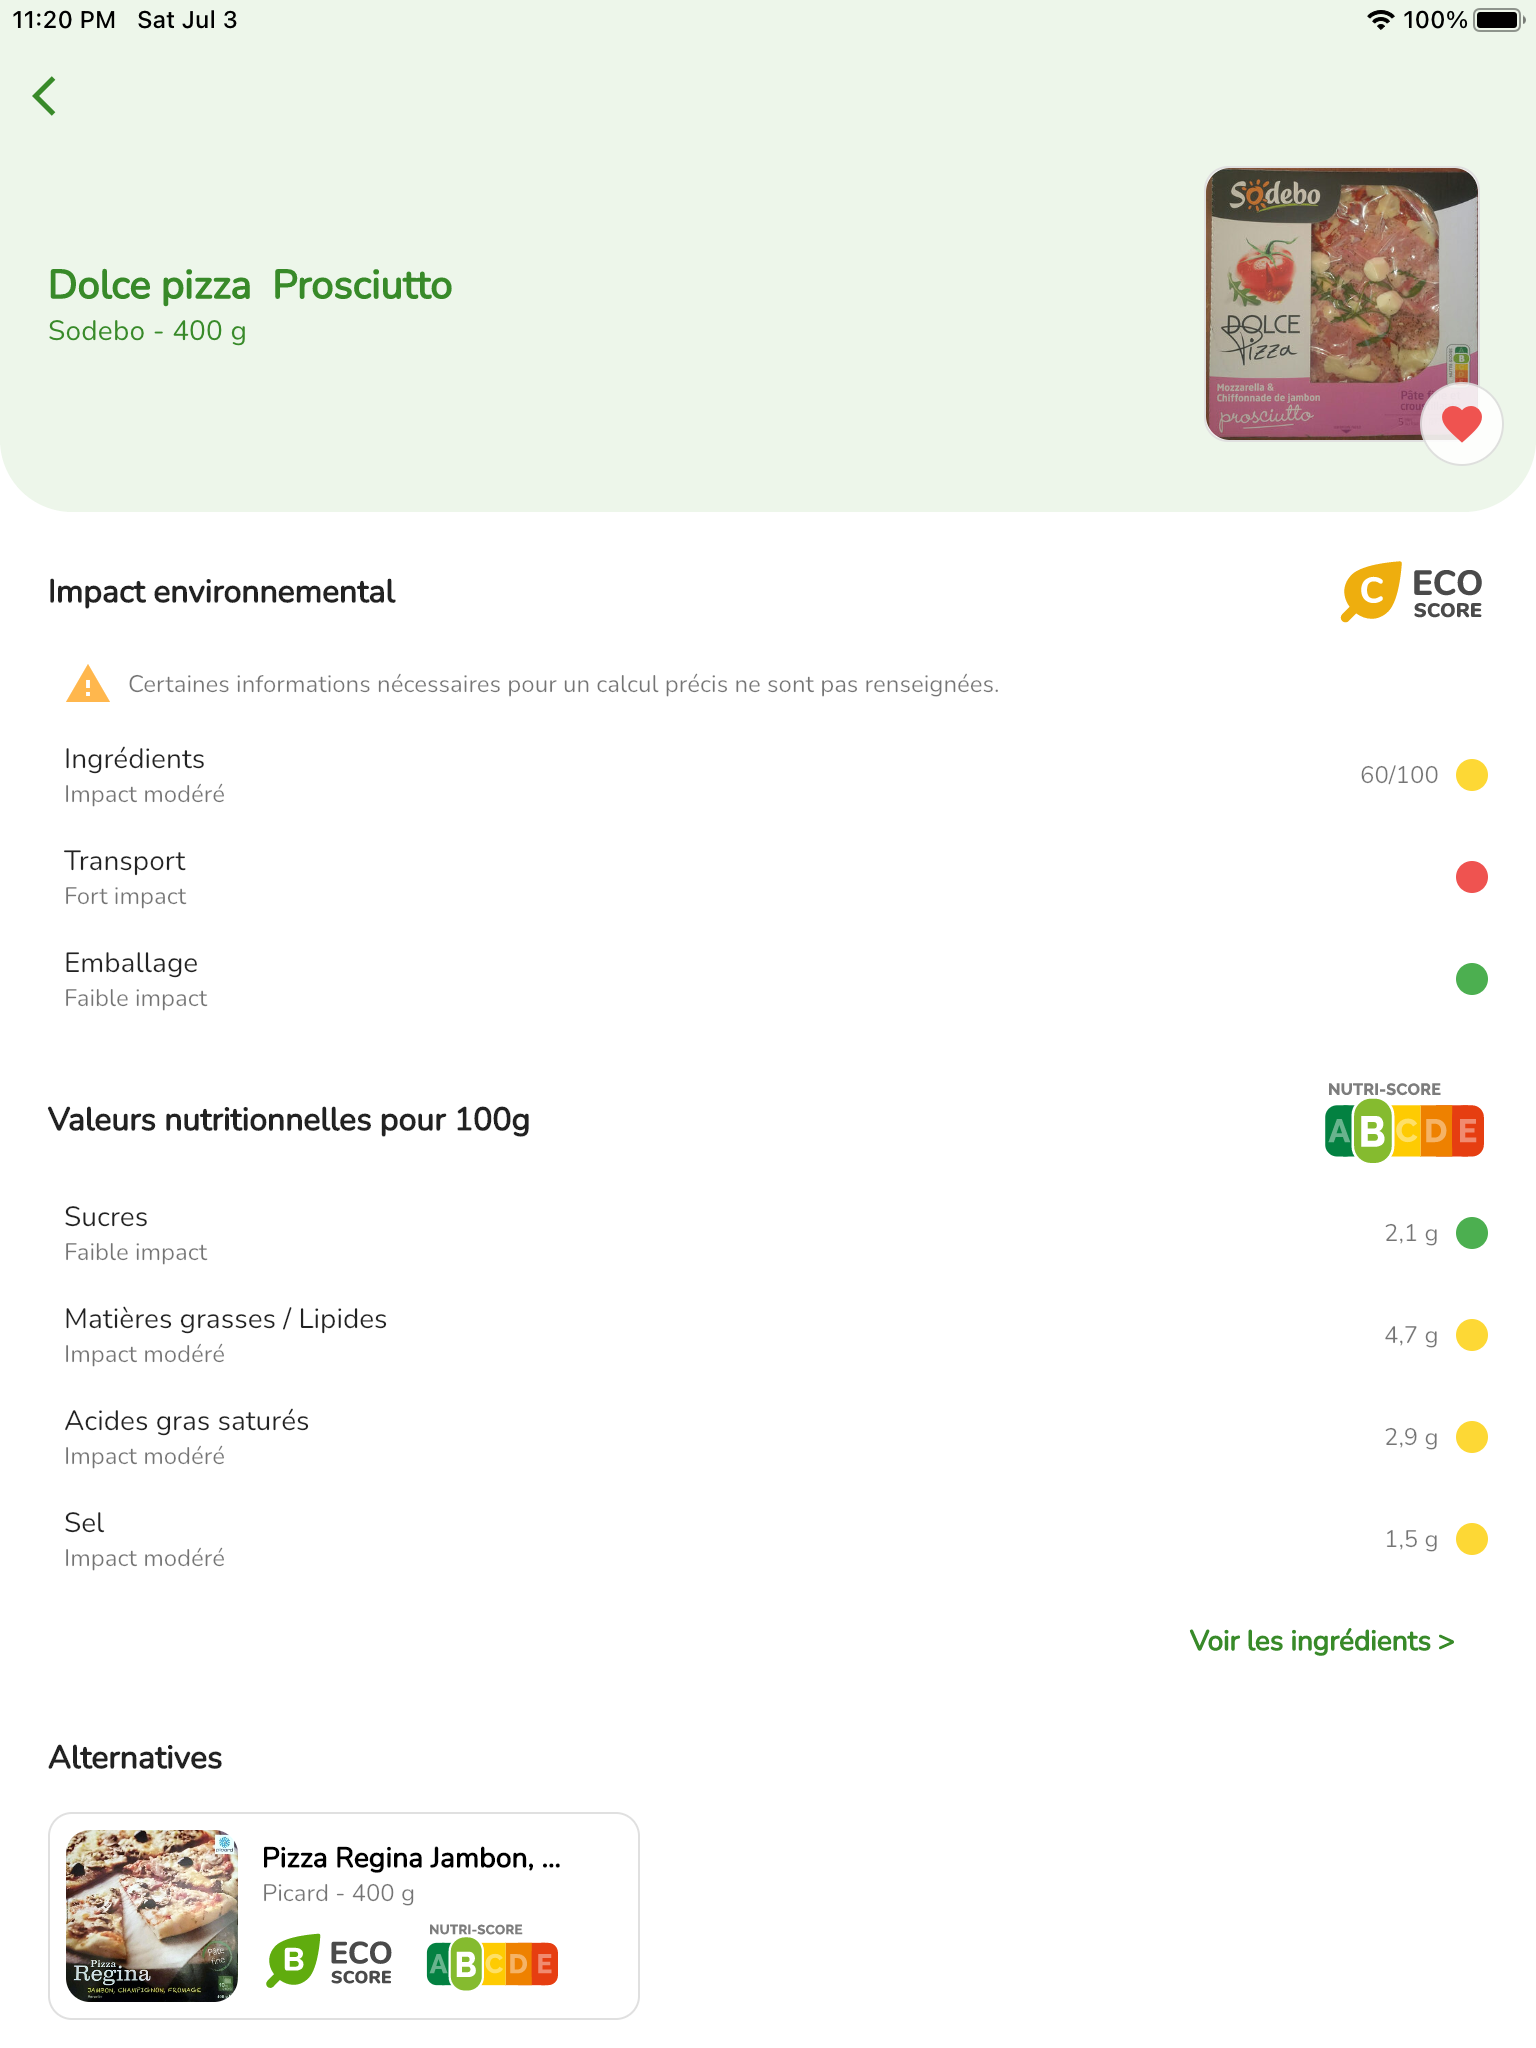 11:20 PM Sat Jul 3
100%
Dolce pizza  Prosciutto
Sodebo - 400 g
Sodebo
DOLCE
Pizza
Mozzarella &
Chiffonnade de jambon
prosciutto
Impact environnemental
C ECO
SCORE
Certaines informations nécessaires pour un calcul précis ne sont pas renseignées.
Ingrédients
Impact modéré
60/100
Transport
Fort impact
Emballage
Faible impact
Valeurs nutritionnelles pour 100g
NUTRI-SCORE
A B C D E
Sucres
Faible impact
2,1 g
Matières grasses / Lipides
Impact modéré
4,7 g
Acides gras saturés
Impact modéré
2,9 g
Sel
Impact modéré
1,5 g
Voir les ingrédients >
Alternatives
Pizza Regina Jambon, ...
Picard - 400 g
B ECO
SCORE
NUTRI-SCORE
A B C D E
Pâte
fine
Pizza
Regina
JAMBON, CHAMPIGNON, FROMAGE